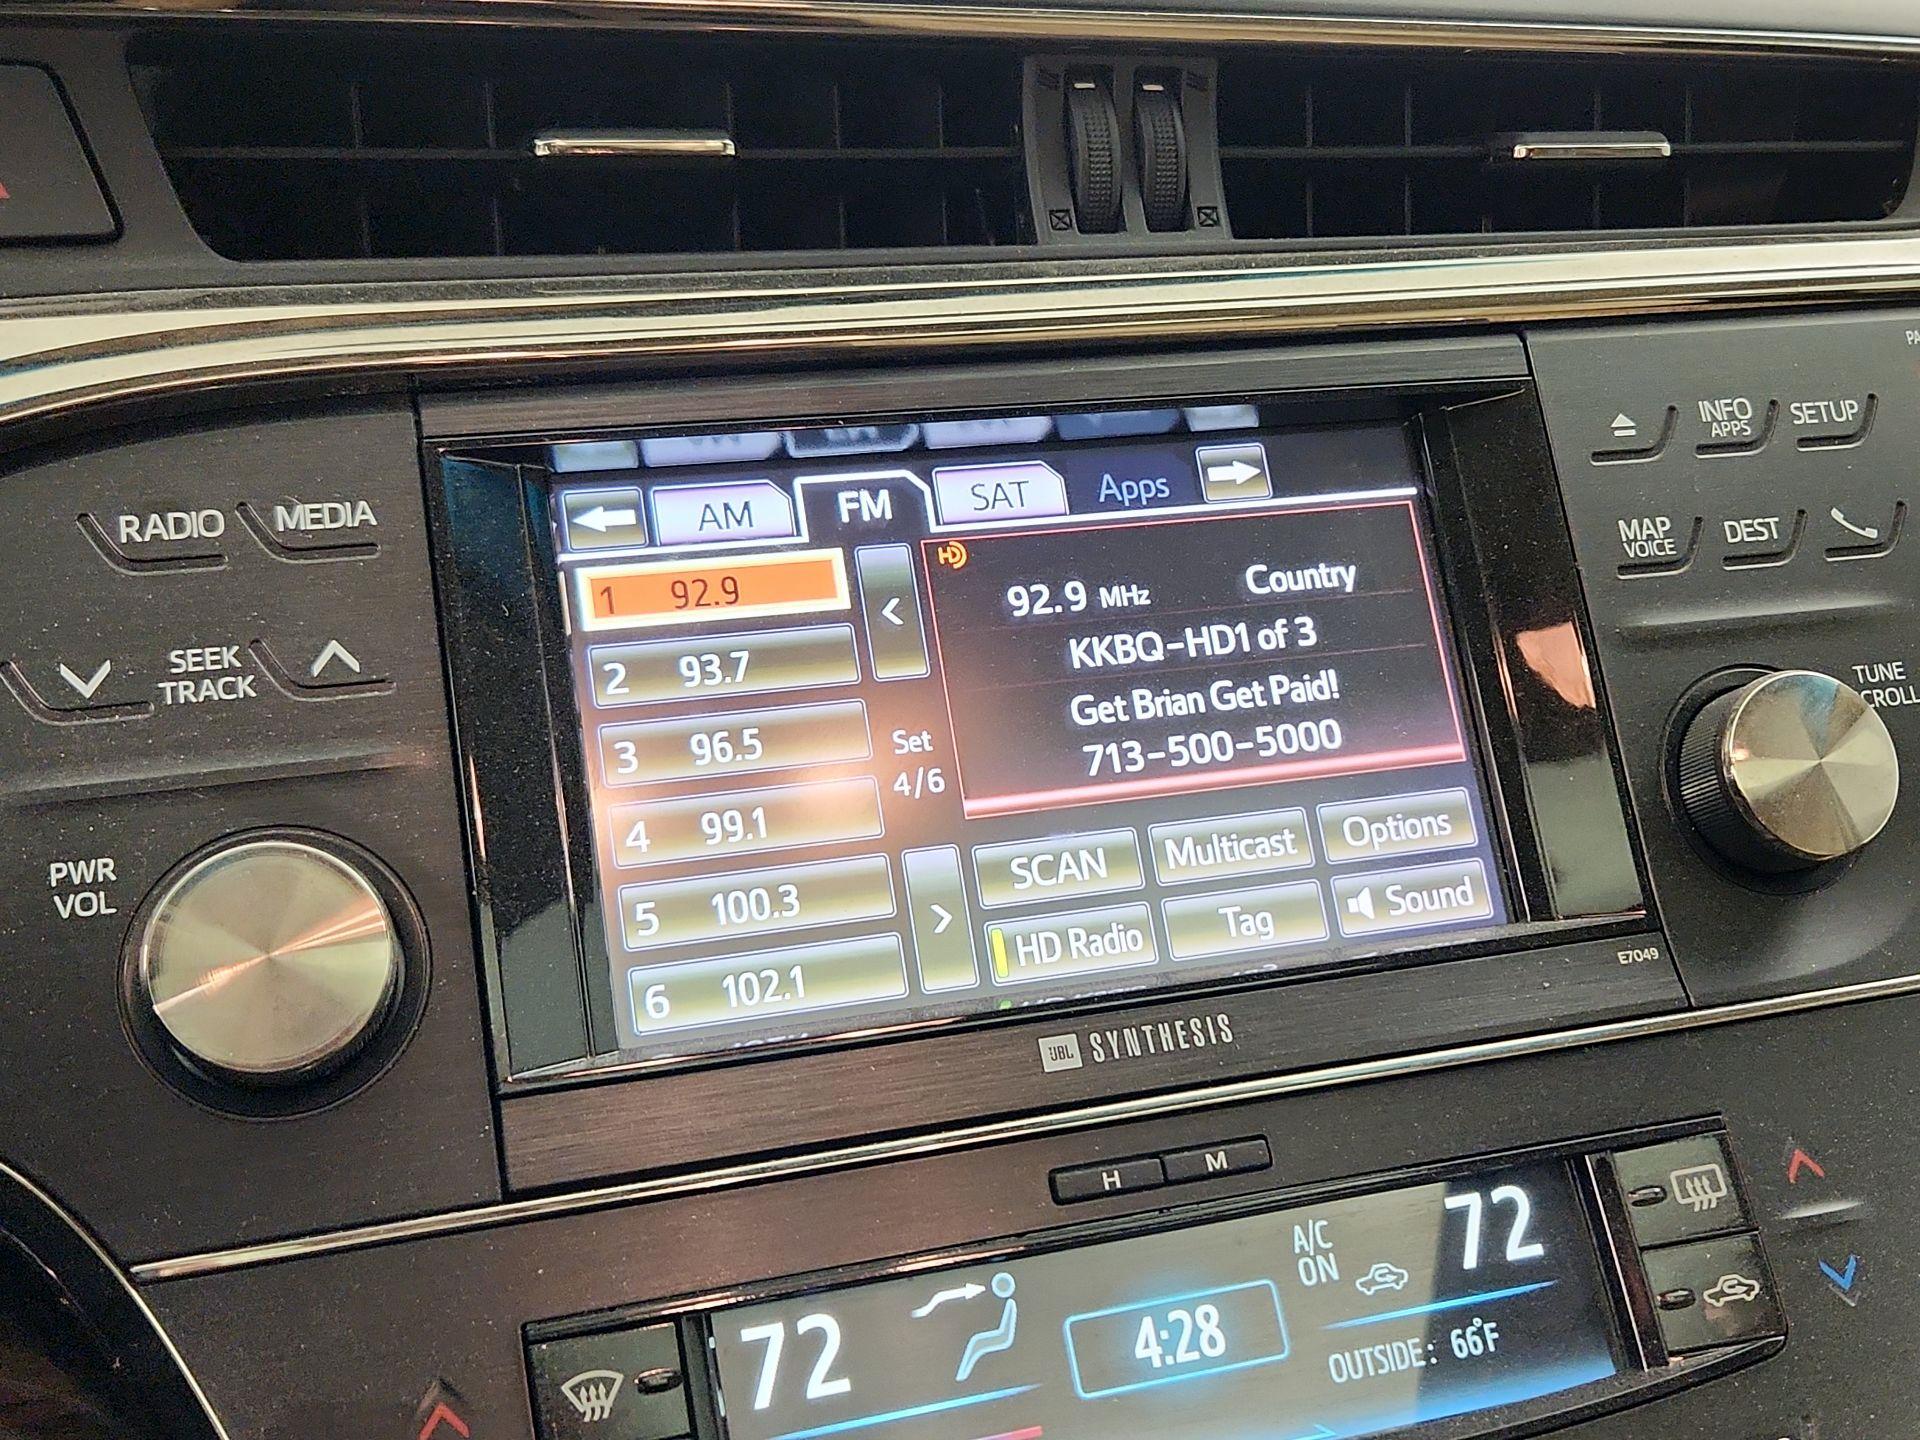 RADIO MEDIA
SEEK
TRACK
PWR
VOL
AM FM SAT Apps
1 92.9
2 93.7
3 96.5
4 99.1
5 100.3
6 102.1
<
Set
4/6
>
HD
92.9 MHz Country
KKBQ-HD1 of 3
Get Brian Get Paid!
713-500-5000
SCAN Multicast Options
HD Radio Tag Sound
INFO
APPS
SETUP
MAP
VOICE
DEST
TUNE
E7049
JBL SYNTHESIS
H M
72
4:28
A/C
ON
72
OUTSIDE: 66°F